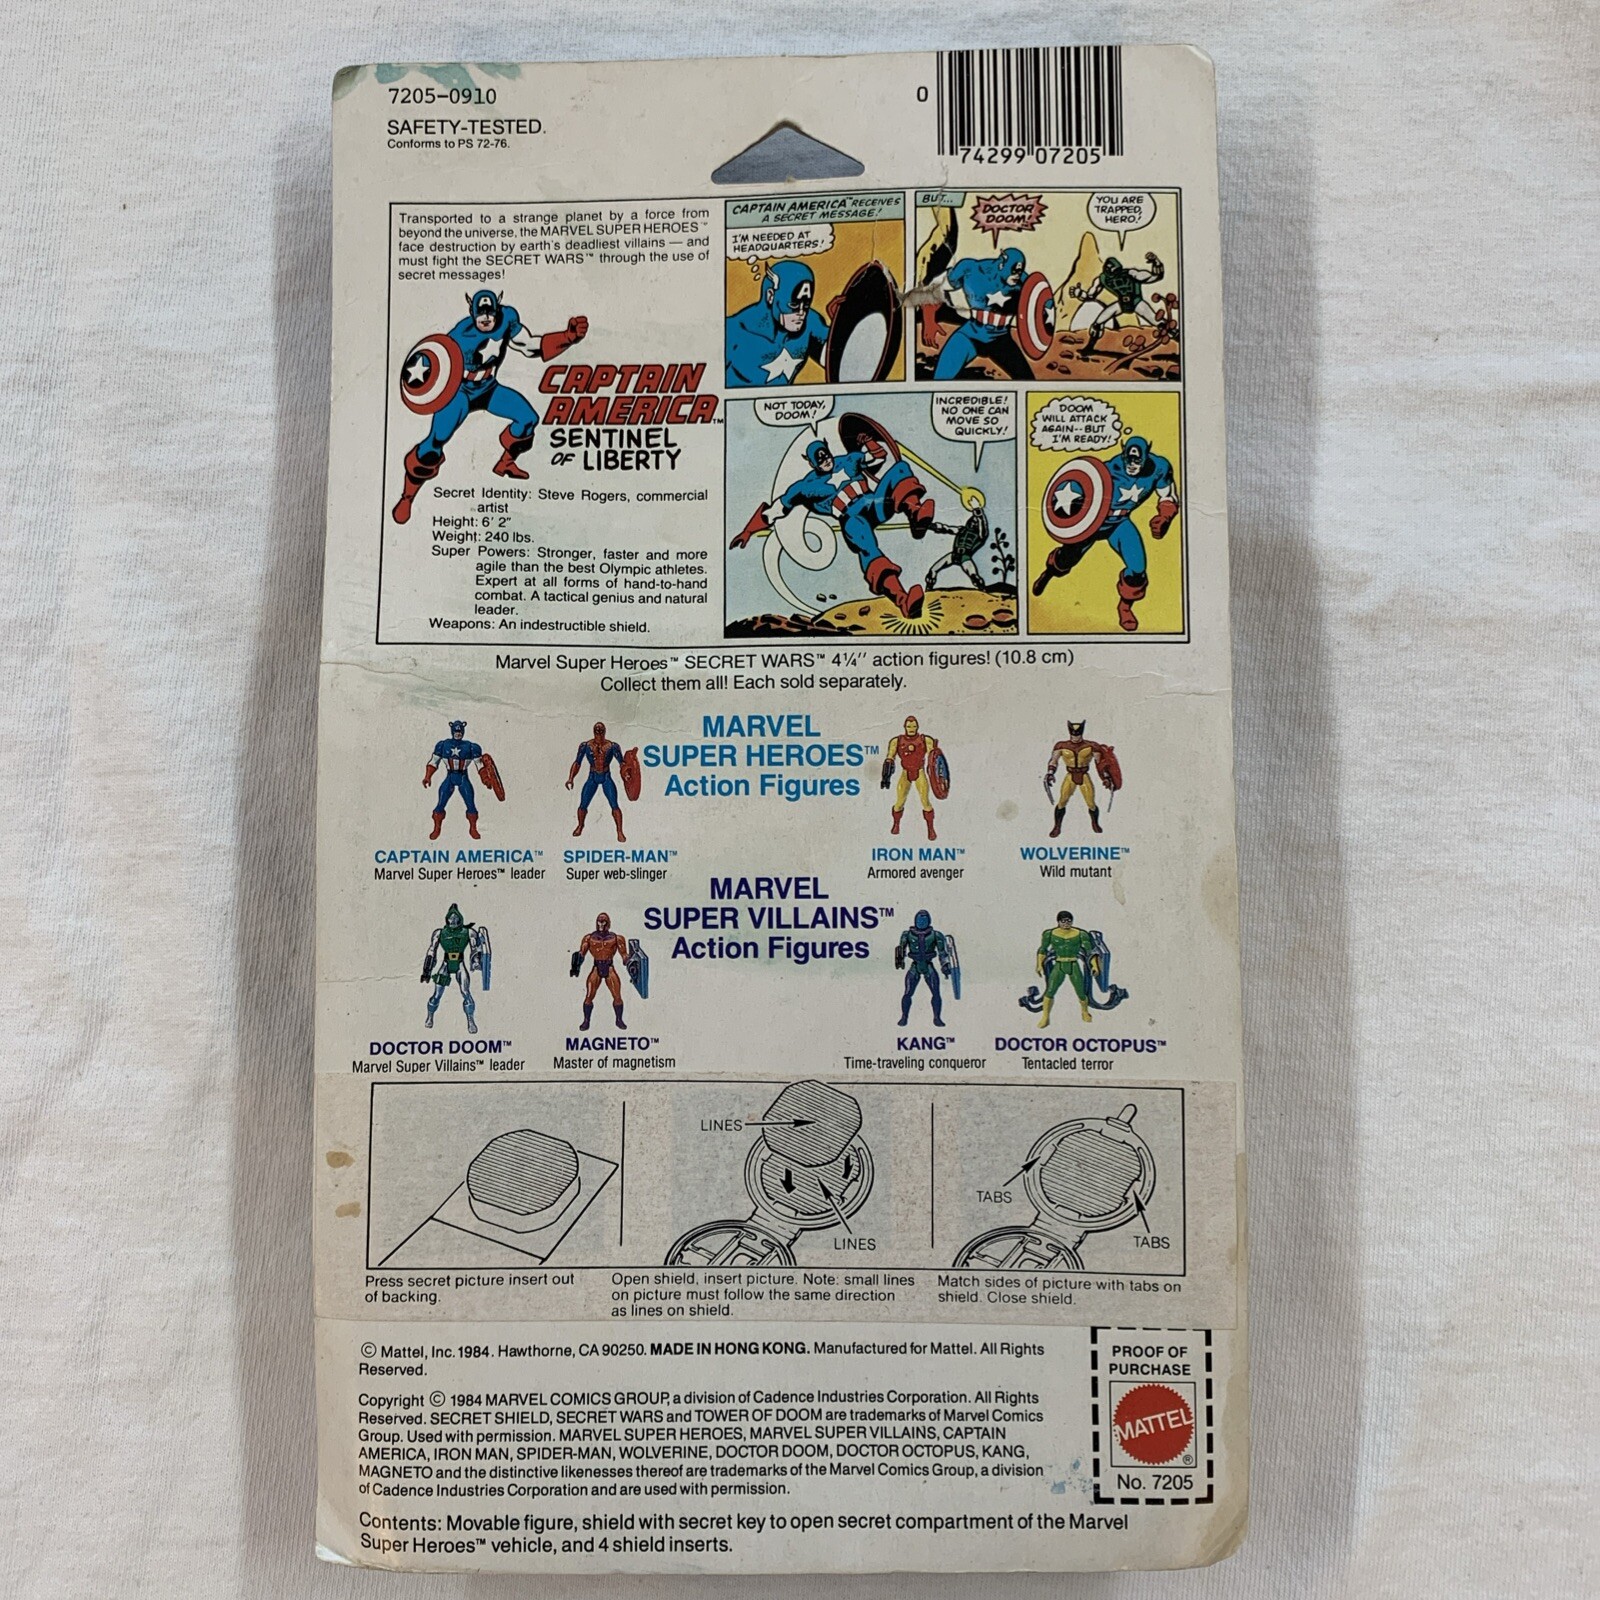 7205-0910
SAFETY-TESTED.
Conforms to PS 72-76.
0
74299 07205
Transported to a strange planet by a force from
beyond the universe, the MARVEL SUPER HEROES™
face destruction by earth's deadliest villains — and
must fight the SECRET WARS™ through the use of
secret messages!
CAPTAIN
AMERICA™
SENTINEL
OF LIBERTY
Secret Identity: Steve Rogers, commercial
artist
Height: 6' 2"
Weight: 240 lbs.
Super Powers: Stronger, faster and more
agile than the best Olympic athletes.
Expert at all forms of hand-to-hand
combat. A tactical genius and natural
leader.
Weapons: An indestructible shield.
CAPTAIN AMERICA™ RECEIVES
A SECRET MESSAGE!
I'M NEEDED AT
HEADQUARTERS!
BUT...
DOCTOR
DOOM!
YOU ARE
TRAPPED,
HERO!
NOT TODAY,
DOOM!
INCREDIBLE!
NO ONE CAN
MOVE SO
QUICKLY!
DOOM
WILL ATTACK
AGAIN--BUT
I'M READY!
Marvel Super Heroes™ SECRET WARS™ 4¼'' action figures! (10.8 cm)
Collect them all! Each sold separately.
MARVEL
SUPER HEROES™
Action Figures
CAPTAIN AMERICA™
Marvel Super Heroes™ leader
SPIDER-MAN™
Super web-slinger
IRON MAN™
Armored avenger
WOLVERINE™
Wild mutant
MARVEL
SUPER VILLAINS™
Action Figures
DOCTOR DOOM™
Marvel Super Villains™ leader
MAGNETO™
Master of magnetism
KANG™
Time-traveling conqueror
DOCTOR OCTOPUS™
Tentacled terror
LINES
LINES
TABS
TABS
Press secret picture insert out
of backing.
Open shield, insert picture. Note: small lines
on picture must follow the same direction
as lines on shield.
Match sides of picture with tabs on
shield. Close shield.
© Mattel, Inc. 1984. Hawthorne, CA 90250. MADE IN HONG KONG. Manufactured for Mattel. All Rights
Reserved.
Copyright © 1984 MARVEL COMICS GROUP, a division of Cadence Industries Corporation. All Rights
Reserved. SECRET SHIELD, SECRET WARS and TOWER OF DOOM are trademarks of Marvel Comics
Group. Used with permission. MARVEL SUPER HEROES, MARVEL SUPER VILLAINS, CAPTAIN
AMERICA, IRON MAN, SPIDER-MAN, WOLVERINE, DOCTOR DOOM, DOCTOR OCTOPUS, KANG,
MAGNETO and the distinctive likenesses thereof are trademarks of the Marvel Comics Group, a division
of Cadence Industries Corporation and are used with permission.
Contents: Movable figure, shield with secret key to open secret compartment of the Marvel
Super Heroes™ vehicle, and 4 shield inserts.
PROOF OF
PURCHASE
MATTEL
®
No. 7205